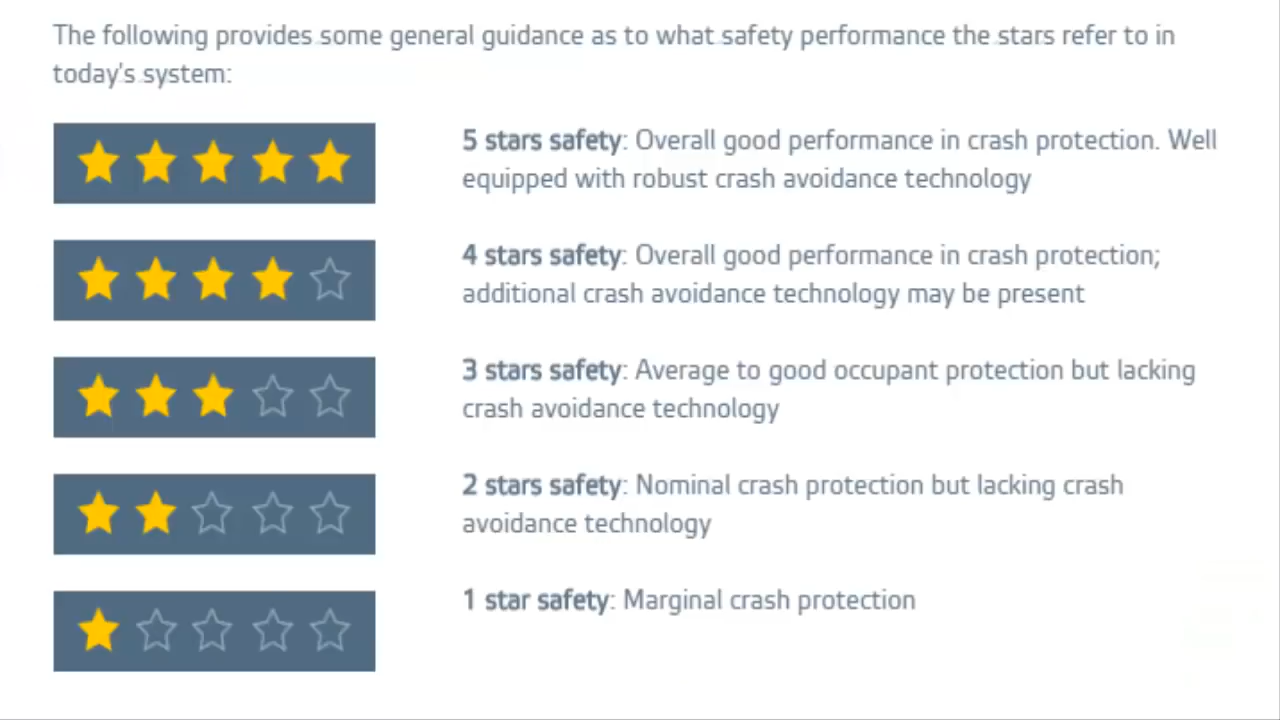 The following provides some general guidance as to what safety performance the stars refer to in
today's system:
5 stars safety: Overall good performance in crash protection. Well
equipped with robust crash avoidance technology
4 stars safety: Overall good performance in crash protection;
additional crash avoidance technology may be present
3 stars safety: Average to good occupant protection but lacking
crash avoidance technology
2 stars safety: Nominal crash protection but lacking crash
avoidance technology
1 star safety: Marginal crash protection